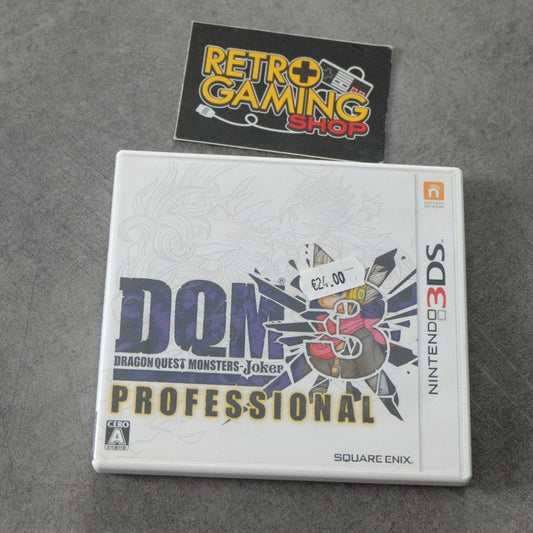 RETRO
GAMING
SHOP
NINTENDO 3DS
€24.00
DQM
®
3
DRAGON QUEST MONSTERS-Joker
PROFESSIONAL
CERO
A
SQUARE ENIX.